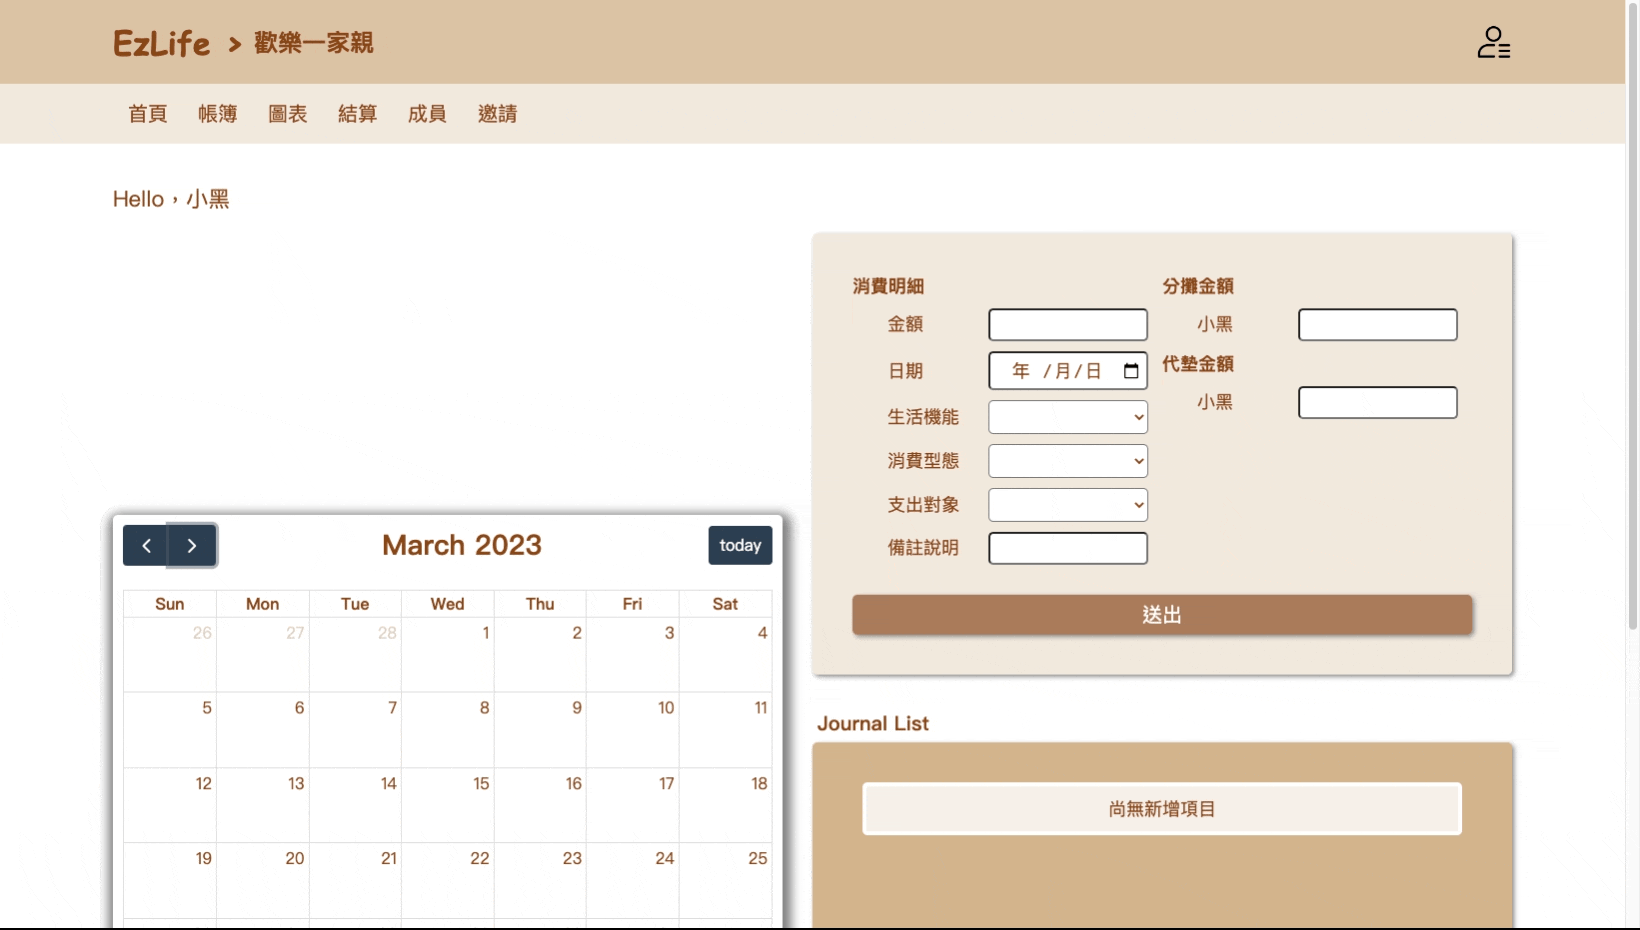 EzLife > 歡樂一家親
首頁 帳簿 圖表 結算 成員 邀請
Hello，小黑
March 2023
today
Sun Mon Tue Wed Thu Fri Sat
26 27 28 1 2 3 4
5 6 7 8 9 10 11
12 13 14 15 16 17 18
19 20 21 22 23 24 25
消費明細
金額
日期 年 /月/日
生活機能
消費型態
支出對象
備註說明
分攤金額
小黑
代墊金額
小黑
送出
Journal List
尚無新增項目